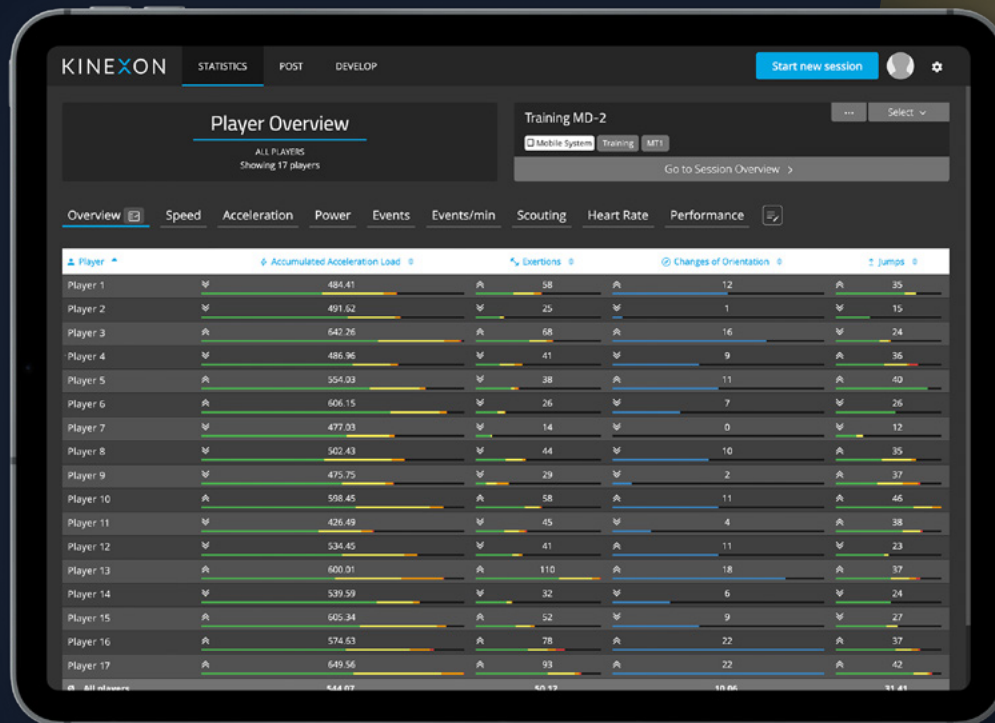 KINEXON STATISTICS POST DEVELOP Start new session
Player Overview
ALL PLAYERS
Showing 17 players
Training MD-2
... Select
Mobile System Training MT1
Go to Session Overview
Overview Speed Acceleration Power Events Events/min Scouting Heart Rate Performance
Player Accumulated Acceleration Load Exertions Changes of Orientation Jumps
Player 1 484.41 58 12 35
Player 2 491.62 25 1 15
Player 3 642.26 68 16 24
Player 4 486.96 41 9 36
Player 5 554.03 38 11 40
Player 6 606.15 26 7 26
Player 7 477.03 14 0 12
Player 8 502.43 44 10 35
Player 9 475.75 29 2 37
Player 10 598.45 58 11 46
Player 11 426.49 45 4 38
Player 12 534.45 41 11 23
Player 13 600.01 110 18 37
Player 14 539.59 32 6 24
Player 15 605.34 52 9 27
Player 16 574.63 78 22 37
Player 17 649.56 93 22 42
Ø All players 544.07 50.12 10.06 31.41